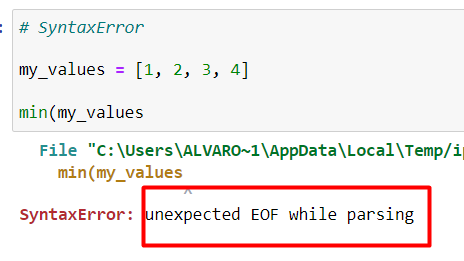 # SyntaxError
my_values = [1, 2, 3, 4]
min(my_values
File "C:\Users\ALVARO~1\AppData\Local\Temp/ip
min(my_values
^
SyntaxError: unexpected EOF while parsing